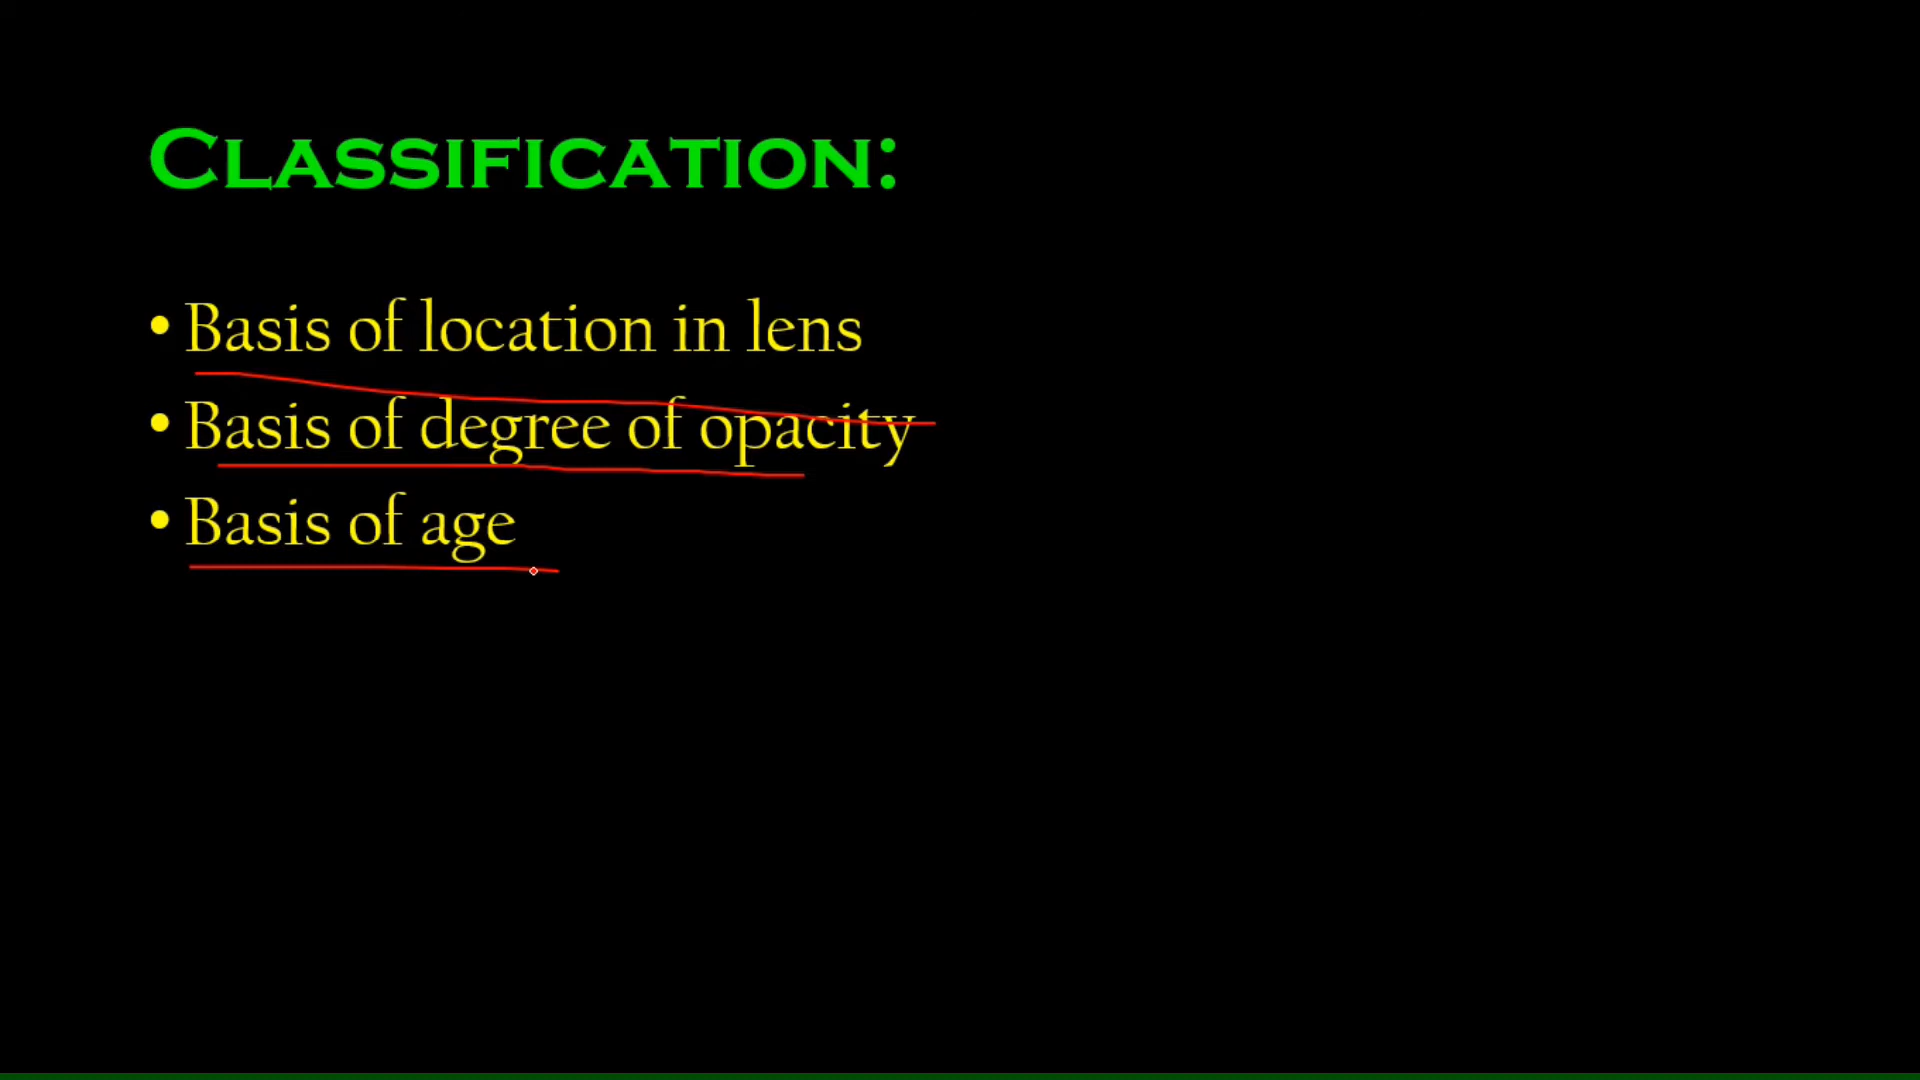 CLASSIFICATION:
• Basis of location in lens
• Basis of degree of opacity
• Basis of age